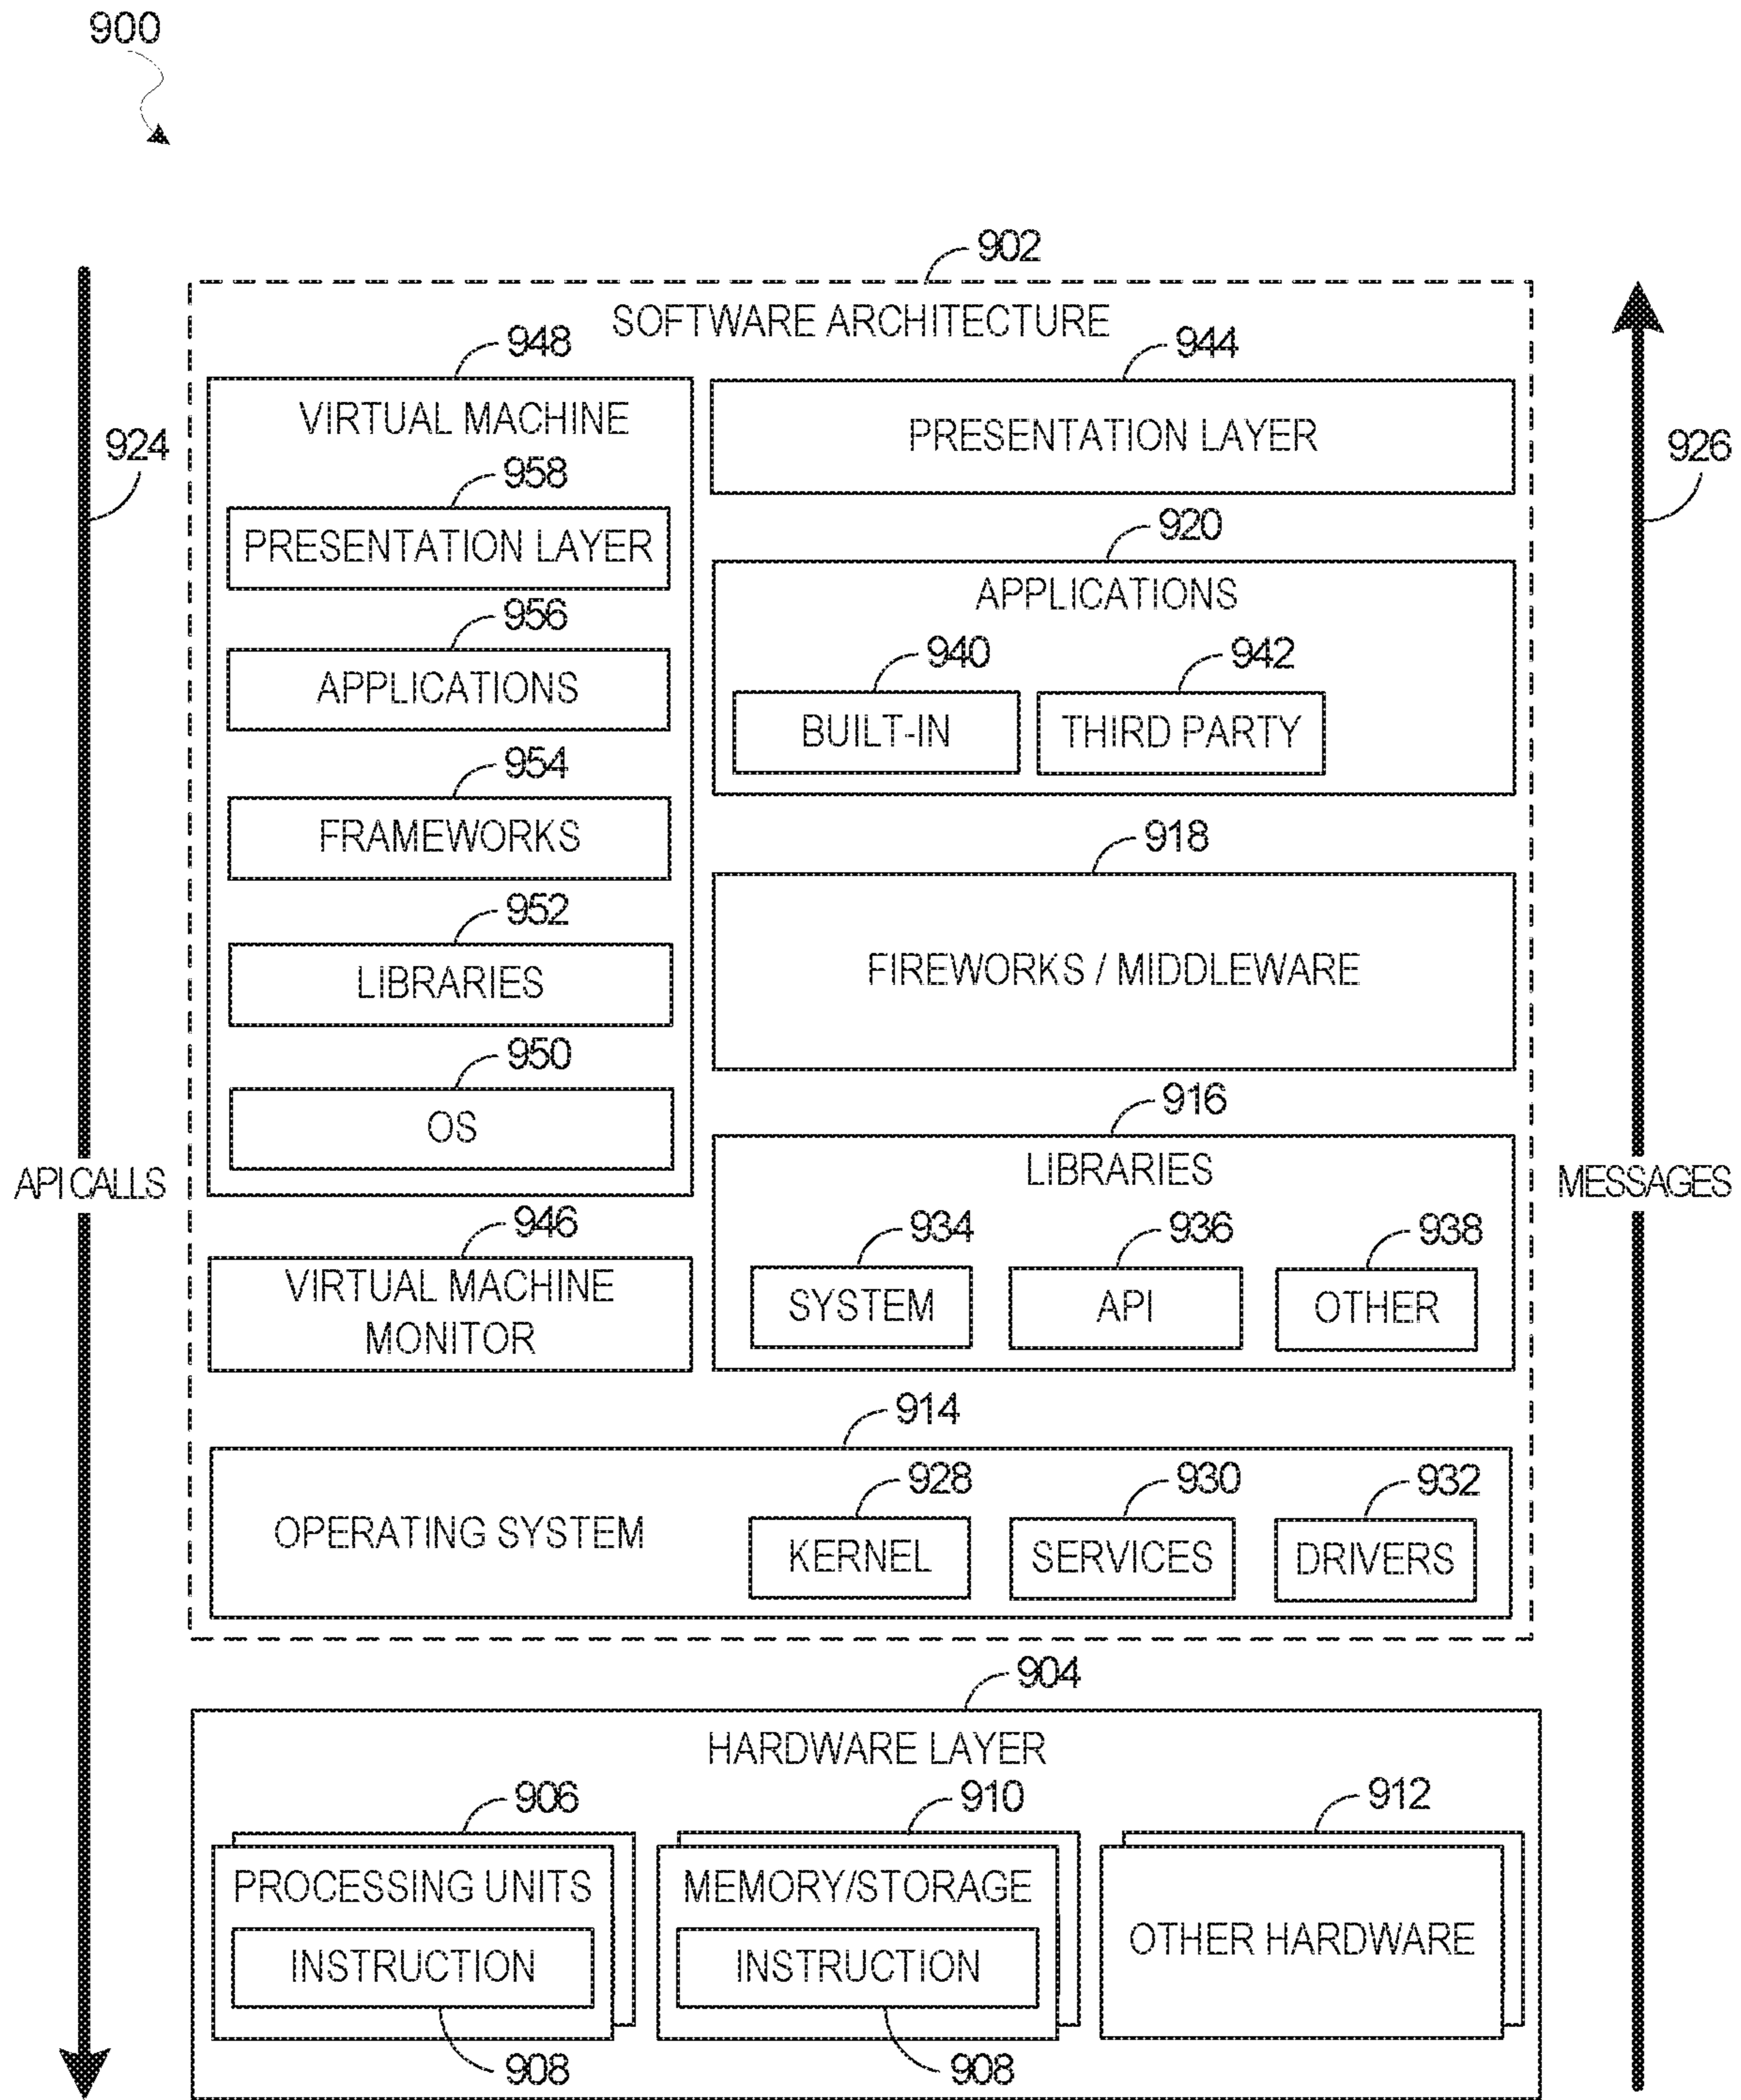 900
902
SOFTWARE ARCHITECTURE
948
VIRTUAL MACHINE
958
PRESENTATION LAYER
956
APPLICATIONS
954
FRAMEWORKS
952
LIBRARIES
950
OS
946
VIRTUAL MACHINE
MONITOR
944
PRESENTATION LAYER
920
APPLICATIONS
940
BUILT-IN
942
THIRD PARTY
918
FIREWORKS / MIDDLEWARE
916
LIBRARIES
934
SYSTEM
936
API
938
OTHER
914
OPERATING SYSTEM
928
KERNEL
930
SERVICES
932
DRIVERS
924
API CALLS
926
MESSAGES
904
HARDWARE LAYER
906
PROCESSING UNITS
INSTRUCTION
908
910
MEMORY/STORAGE
INSTRUCTION
908
912
OTHER HARDWARE